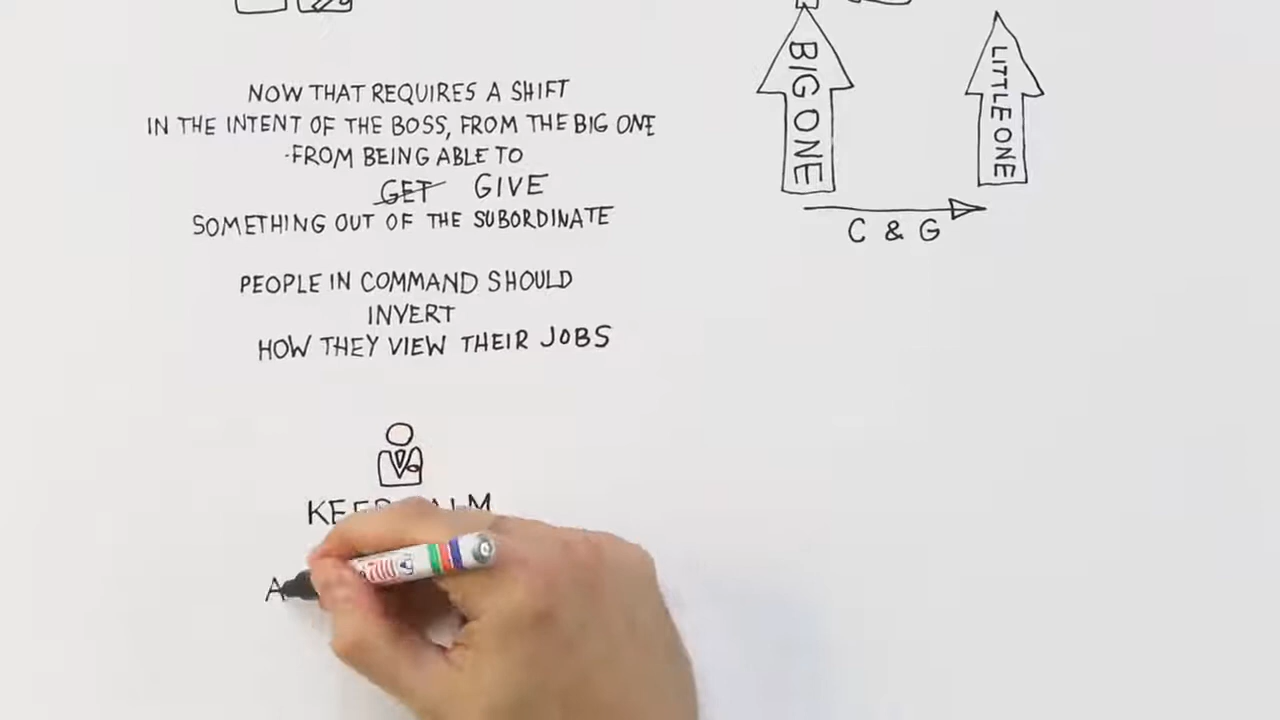 NOW THAT REQUIRES A SHIFT
IN THE INTENT OF THE BOSS, FROM THE BIG ONE
-FROM BEING ABLE TO
GET GIVE
SOMETHING OUT OF THE SUBORDINATE
PEOPLE IN COMMAND SHOULD
INVERT
HOW THEY VIEW THEIR JOBS
KEEP CALM
A
BIG ONE
LITTLE ONE
C & G